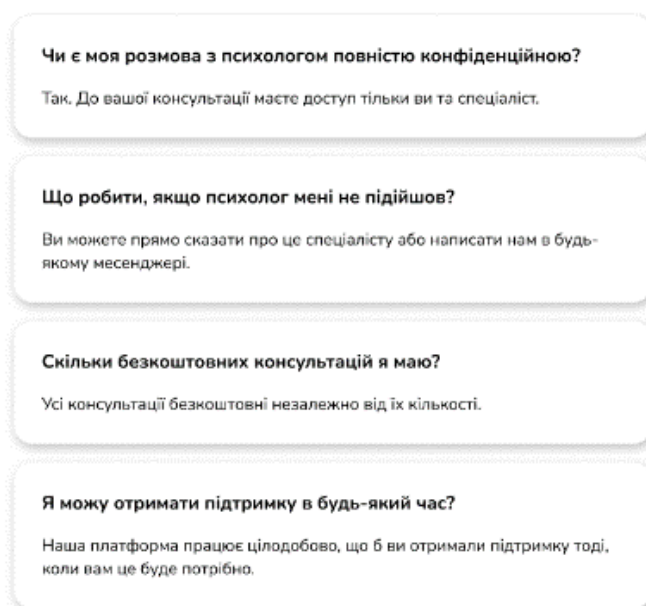 Чи є моя розмова з психологом повністю конфіденційною?
Так. До вашої консультації маєте доступ тільки ви та спеціаліст.
Що робити, якщо психолог мені не підійшов?
Ви можете прямо сказати про це спеціалісту або написати нам в будь-
якому месенджері.
Скільки безкоштовних консультацій я маю?
Усі консультації безкоштовні незалежно від їх кількості.
Я можу отримати підтримку в будь-який час?
Наша платформа працює цілодобово, що б ви отримали підтримку тоді,
коли вам це буде потрібно.